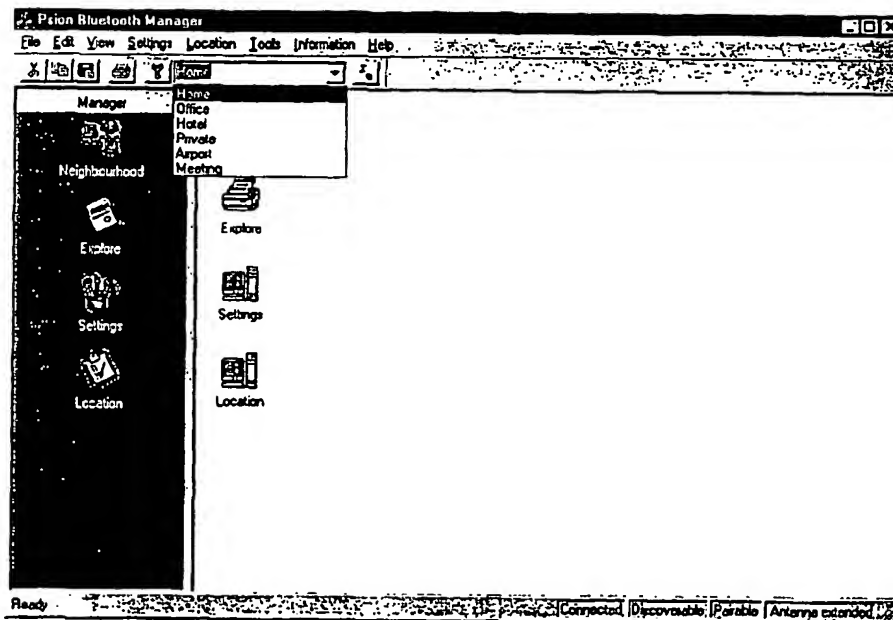 Psion Bluetooth Manager
File Edit View Settings Location Tools Information Help
Home
Manager
Home
Office
Hotel
Private
Airport
Meeting
Neighbourhood
Explore
Settings
Location
Explore
Settings
Location
Ready
Connected Discoverable Pairable Antenna extended